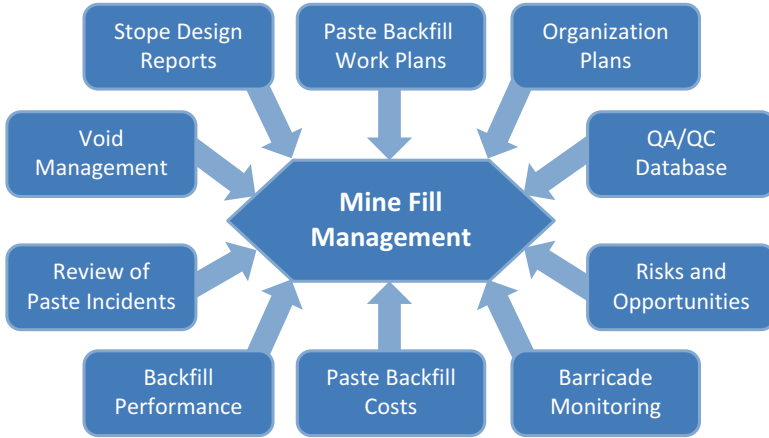 Stope Design
Reports
Paste Backfill
Work Plans
Organization
Plans
Void
Management
QA/QC
Database
Mine Fill
Management
Review of
Paste Incidents
Risks and
Opportunities
Backfill
Performance
Paste Backfill
Costs
Barricade
Monitoring